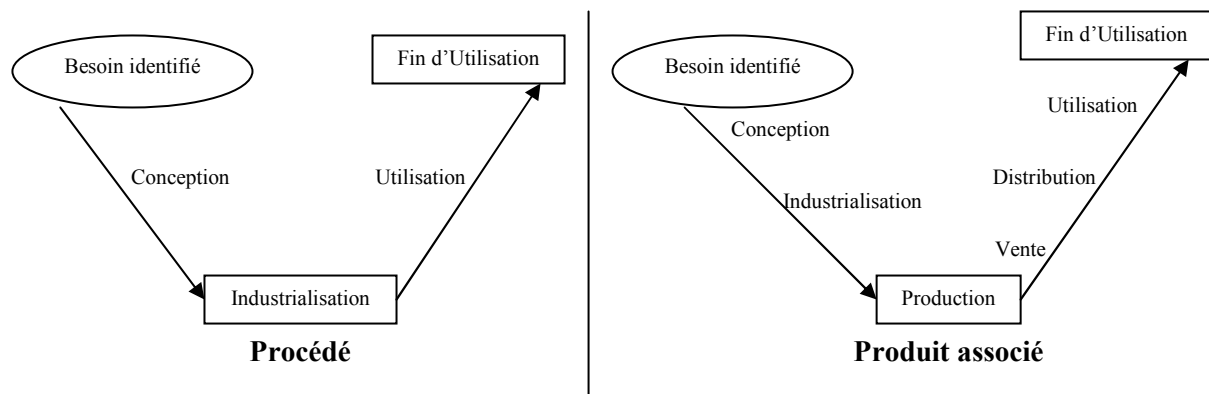 Besoin identifié
Fin d’Utilisation
Conception
Utilisation
Industrialisation
Procédé
Besoin identifié
Fin d’Utilisation
Conception
Utilisation
Industrialisation
Distribution
Vente
Production
Produit associé